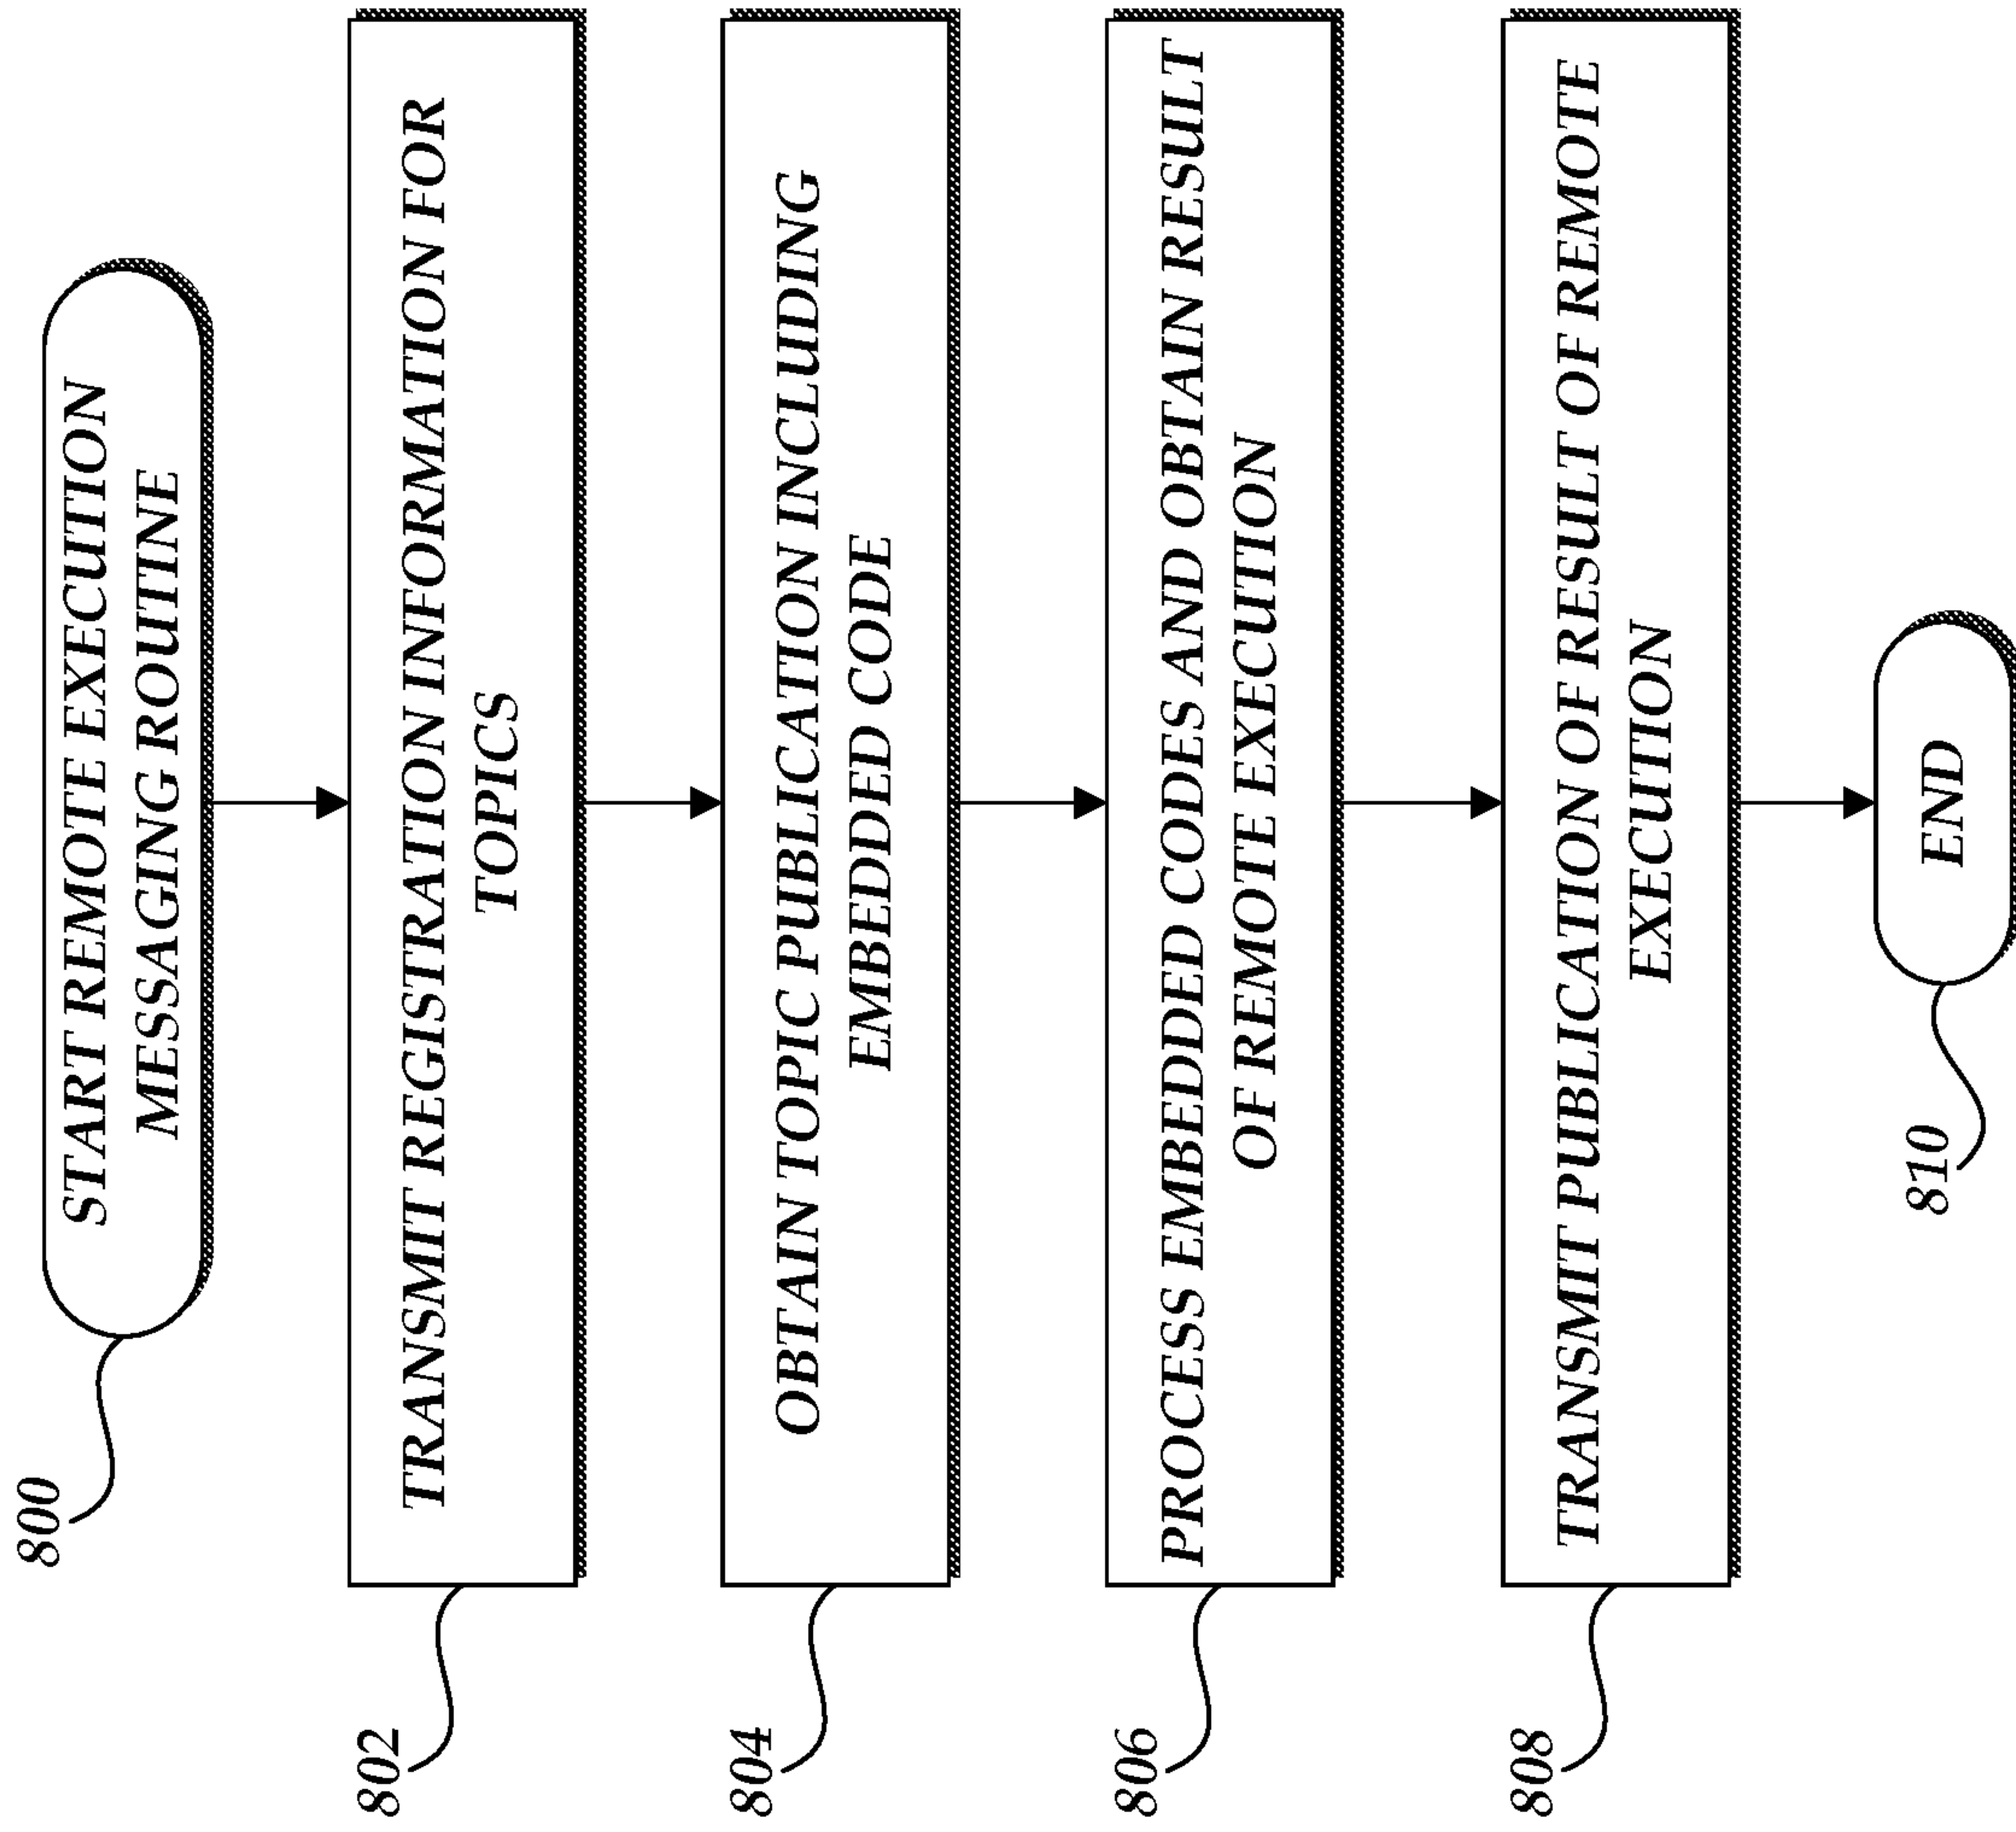 800
START REMOTE EXECUTION
MESSAGING ROUTINE
802
TRANSMIT REGISTRATION INFORMATION FOR
TOPICS
804
OBTAIN TOPIC PUBLICATION INCLUDING
EMBEDDED CODE
806
PROCESS EMBEDDED CODES AND OBTAIN RESULT
OF REMOTE EXECUTION
808
TRANSMIT PUBLICATION OF RESULT OF REMOTE
EXECUTION
810
END